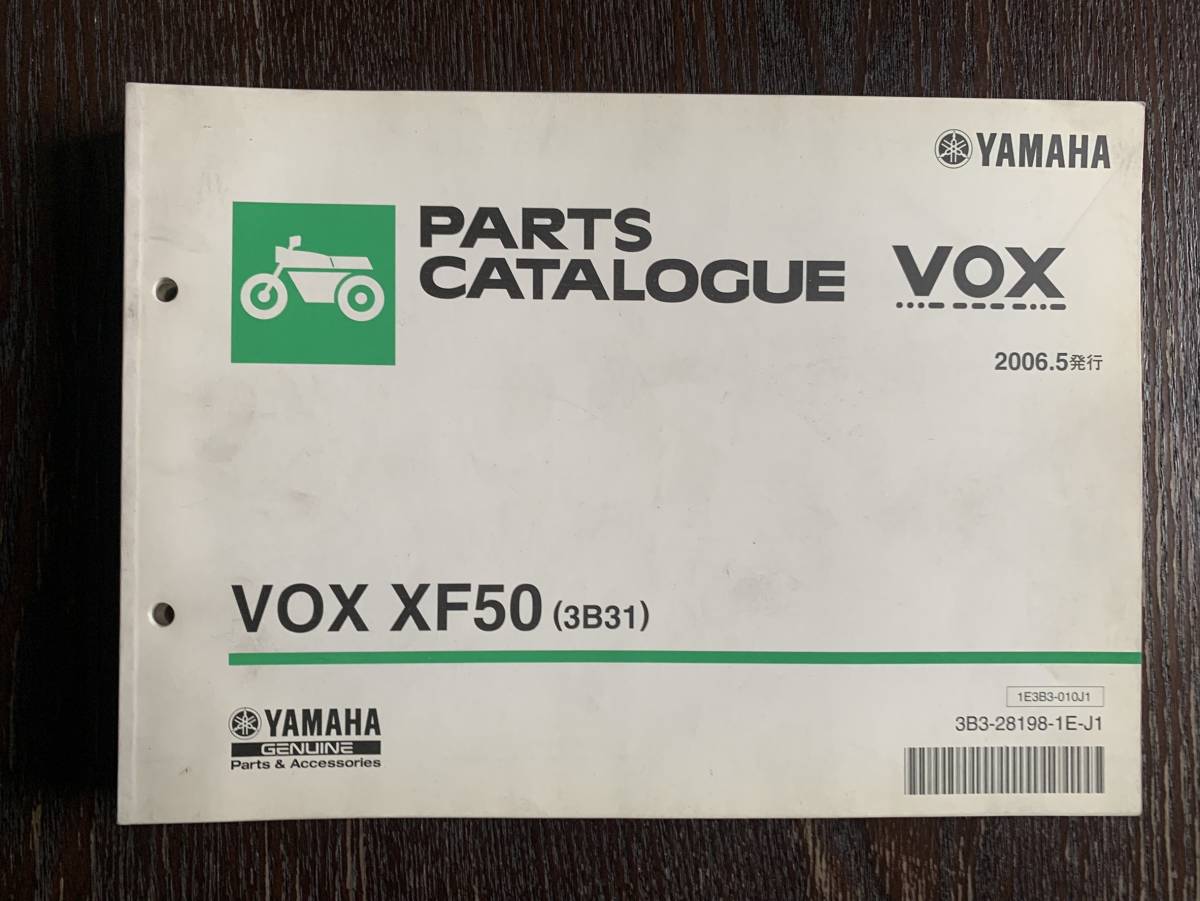 YAMAHA
PARTS
CATALOGUE
VOX
2006.5発行
VOX XF50 (3B31)
1E3B3-010J1
3B3-28198-1E-J1
YAMAHA
GENUINE
Parts & Accessories